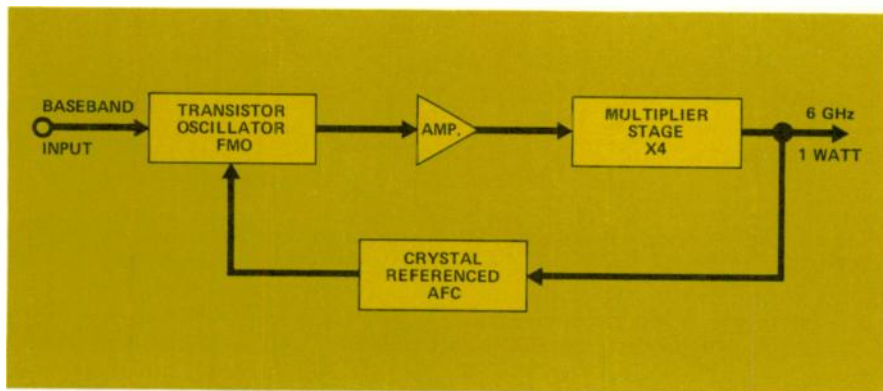 BASEBAND
INPUT
TRANSISTOR
OSCILLATOR
FMO
AMP.
MULTIPLIER
STAGE
X4
6 GHz
1 WATT
CRYSTAL
REFERENCED
AFC